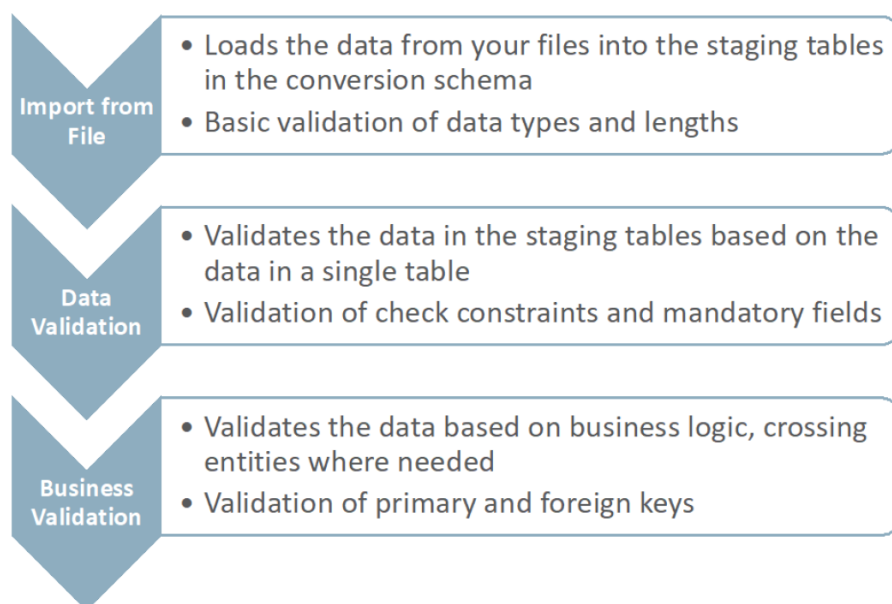 Import from
File
• Loads the data from your files into the staging tables
in the conversion schema
• Basic validation of data types and lengths
Data
Validation
• Validates the data in the staging tables based on the
data in a single table
• Validation of check constraints and mandatory fields
Business
Validation
• Validates the data based on business logic, crossing
entities where needed
• Validation of primary and foreign keys